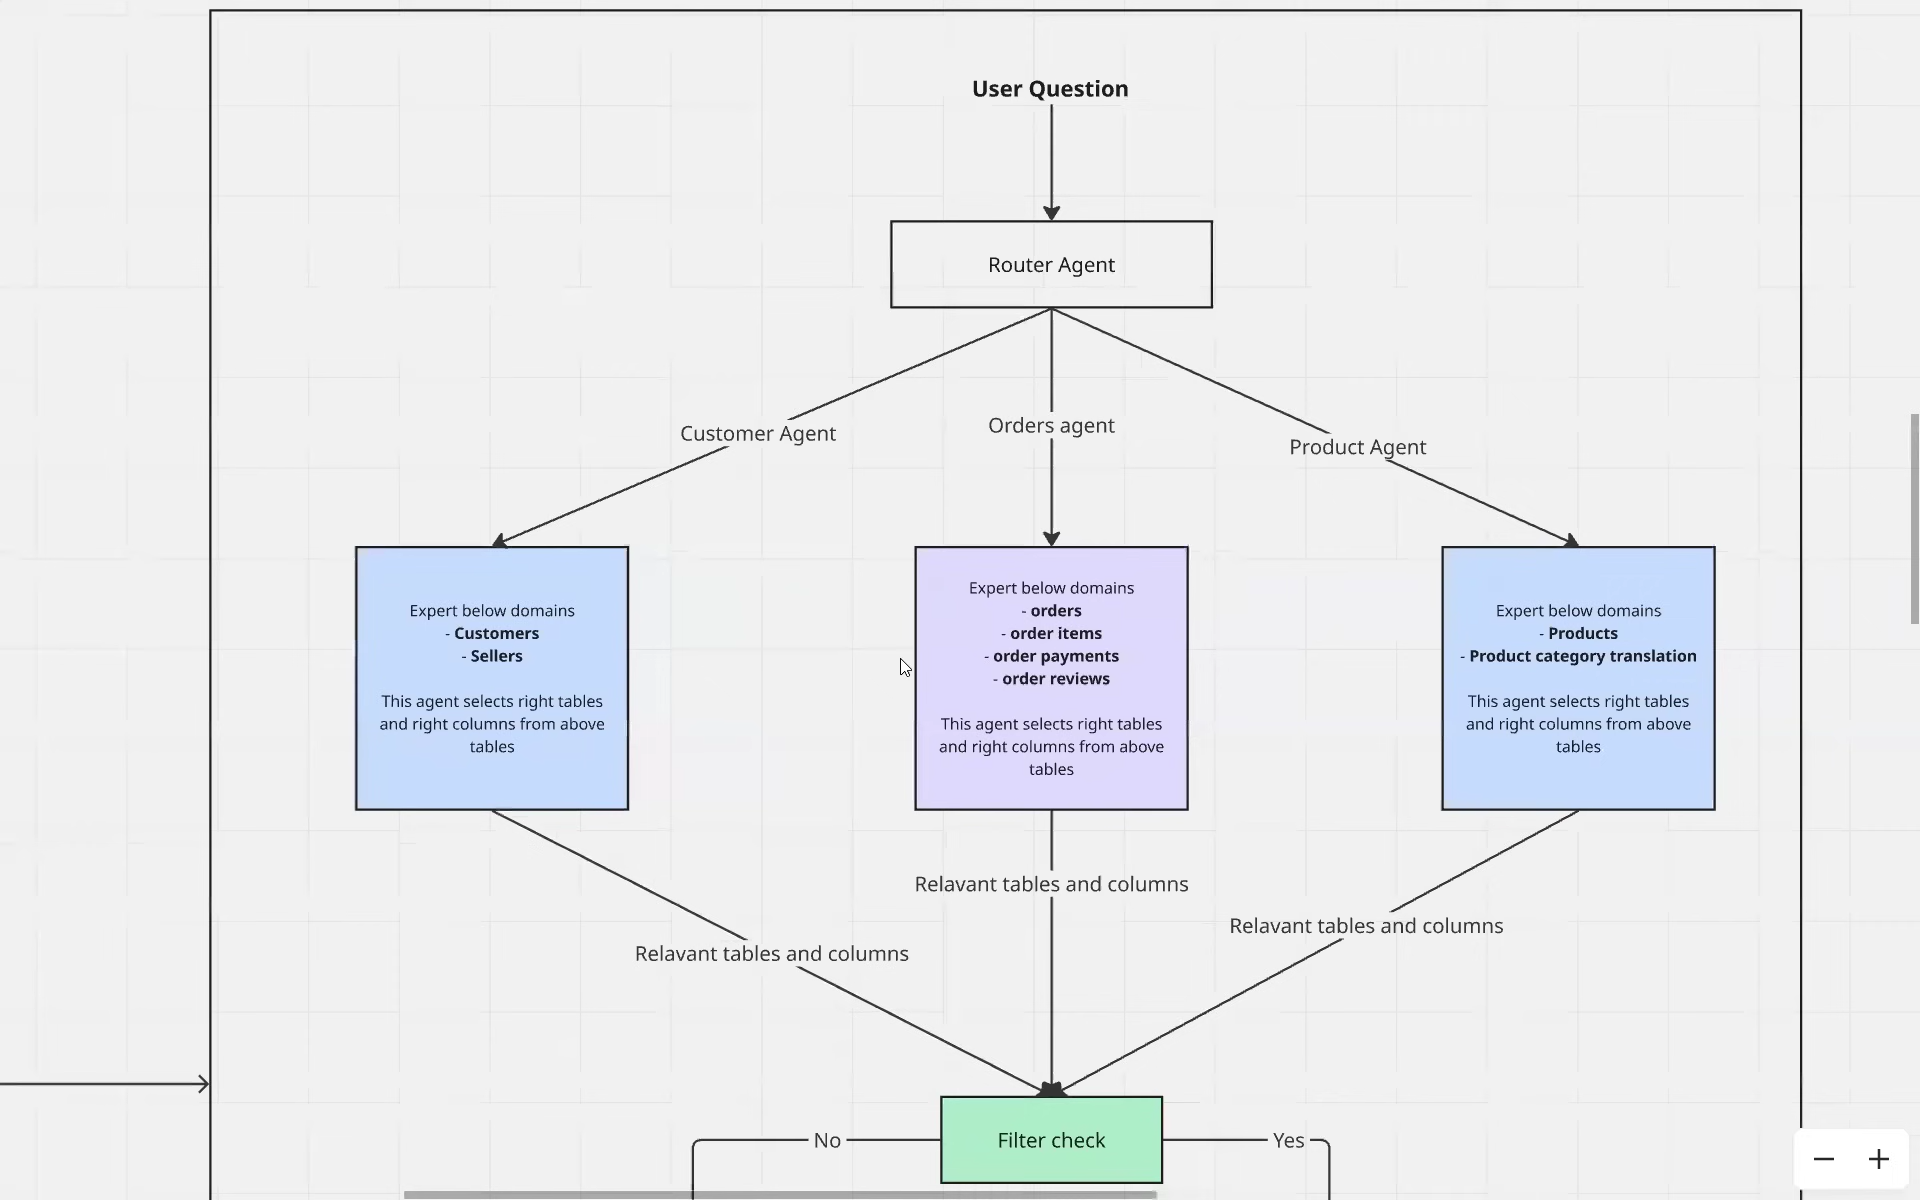 User Question
Router Agent
Customer Agent
Orders agent
Product Agent
Expert below domains
- Customers
- Sellers
This agent selects right tables
and right columns from above
tables
Expert below domains
- orders
- order items
- order payments
- order reviews
This agent selects right tables
and right columns from above
tables
Expert below domains
- Products
- Product category translation
This agent selects right tables
and right columns from above
tables
Relavant tables and columns
Relavant tables and columns
Relavant tables and columns
No
Filter check
Yes